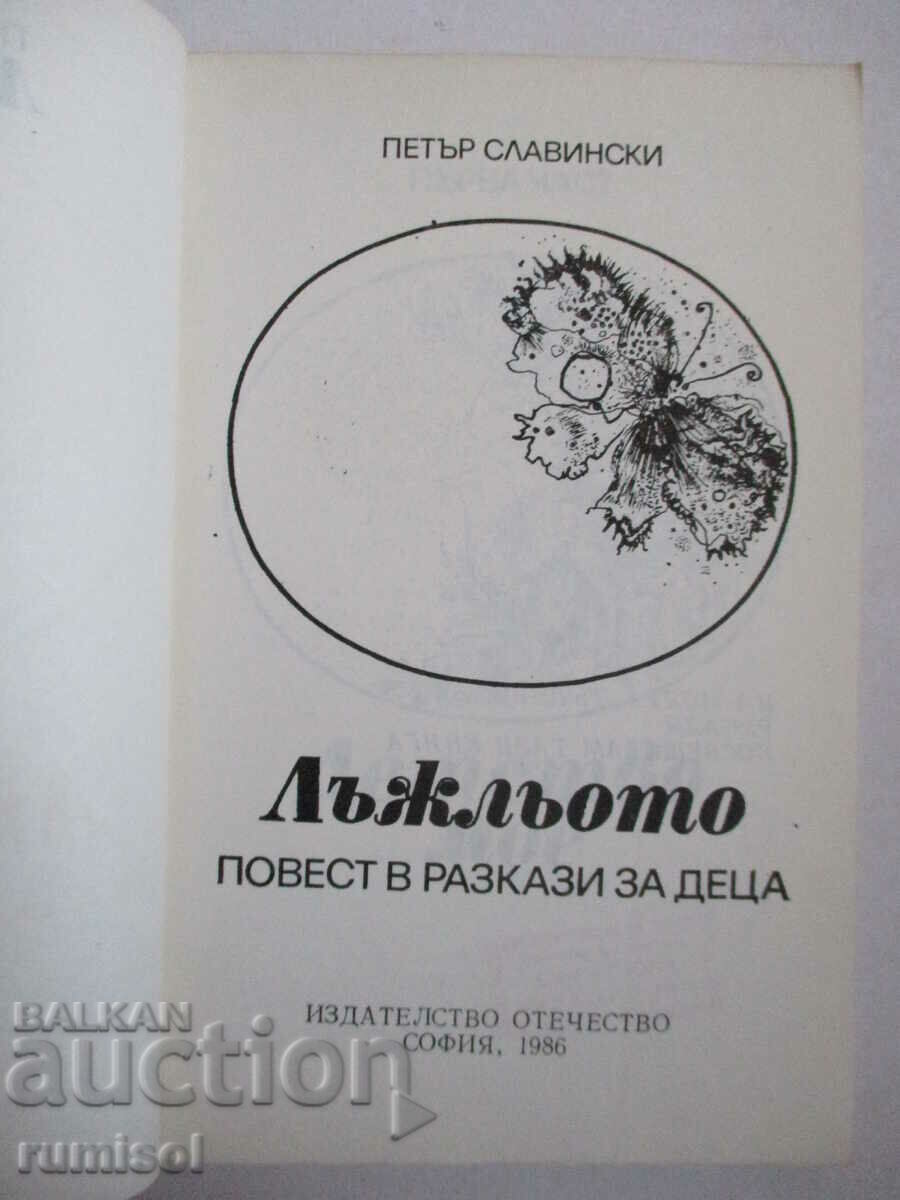 ПЕТЪР СЛАВИНСКИ
Лъжльото
ПОВЕСТ В РАЗКАЗИ ЗА ДЕЦА
ИЗДАТЕЛСТВО ОТЕЧЕСТВО
СОФИЯ, 1986
BALKAN
auction
rumisol